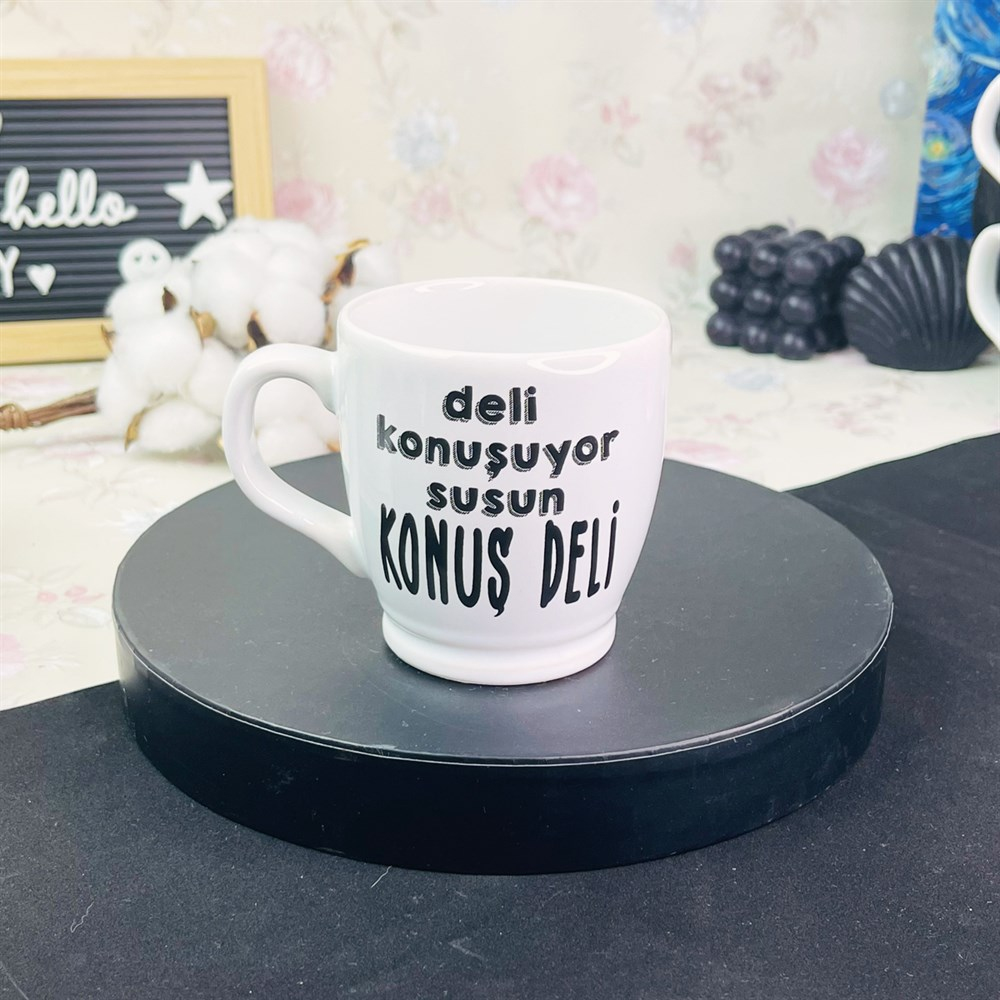 hello
Y
deli
konuşuyor
susun
KONUŞ DELİ